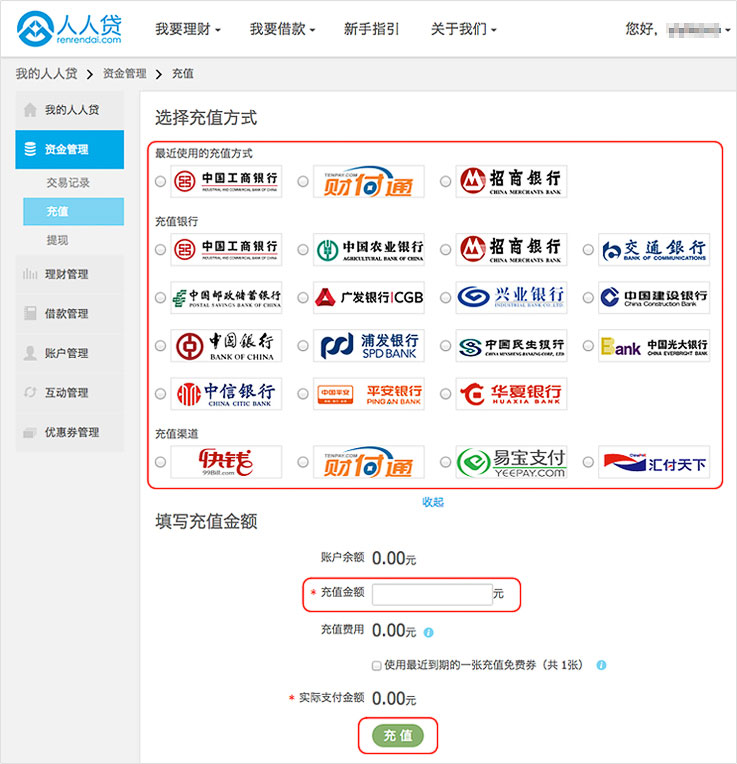 人人贷
renrendai.com
我要理财 我要借款 新手指引 关于我们 您好,
我的人人贷 资金管理 充值
我的人人贷
资金管理
交易记录
充值
提现
理财管理
借款管理
账户管理
互动管理
优惠券管理
选择充值方式
最近使用的充值方式
中国工商银行 INDUSTRIAL AND COMMERCIAL BANK OF CHINA
TENPAY.COM 财付通
招商银行 CHINA MERCHANTS BANK
充值银行
中国工商银行 INDUSTRIAL AND COMMERCIAL BANK OF CHINA
中国农业银行 AGRICULTURAL BANK OF CHINA
招商银行 CHINA MERCHANTS BANK
交通银行 BANK OF COMMUNICATIONS
中国邮政储蓄银行 POSTAL SAVINGS BANK OF CHINA
广发银行|CGB
兴业银行 INDUSTRIAL BANK CO.,LTD.
中国建设银行 China Construction Bank
中国银行 BANK OF CHINA
浦发银行 SPD BANK
中国民生银行 CHINA MINSHENG BANKING CORP., LTD.
Bank 中国光大银行 CHINA EVERBRIGHT BANK
中信银行 CHINA CITIC BANK
中国平安 平安银行 PING AN BANK
华夏银行 HUAXIA BANK
充值渠道
快钱 99Bill.com
TENPAY.COM 财付通
易宝支付 YEEPAY.COM
ChinaPnR 汇付天下
收起
填写充值金额
账户余额 0.00元
* 充值金额 元
充值费用 0.00元
使用最近到期的一张充值免费券（共 1张）
* 实际支付金额 0.00元
充值